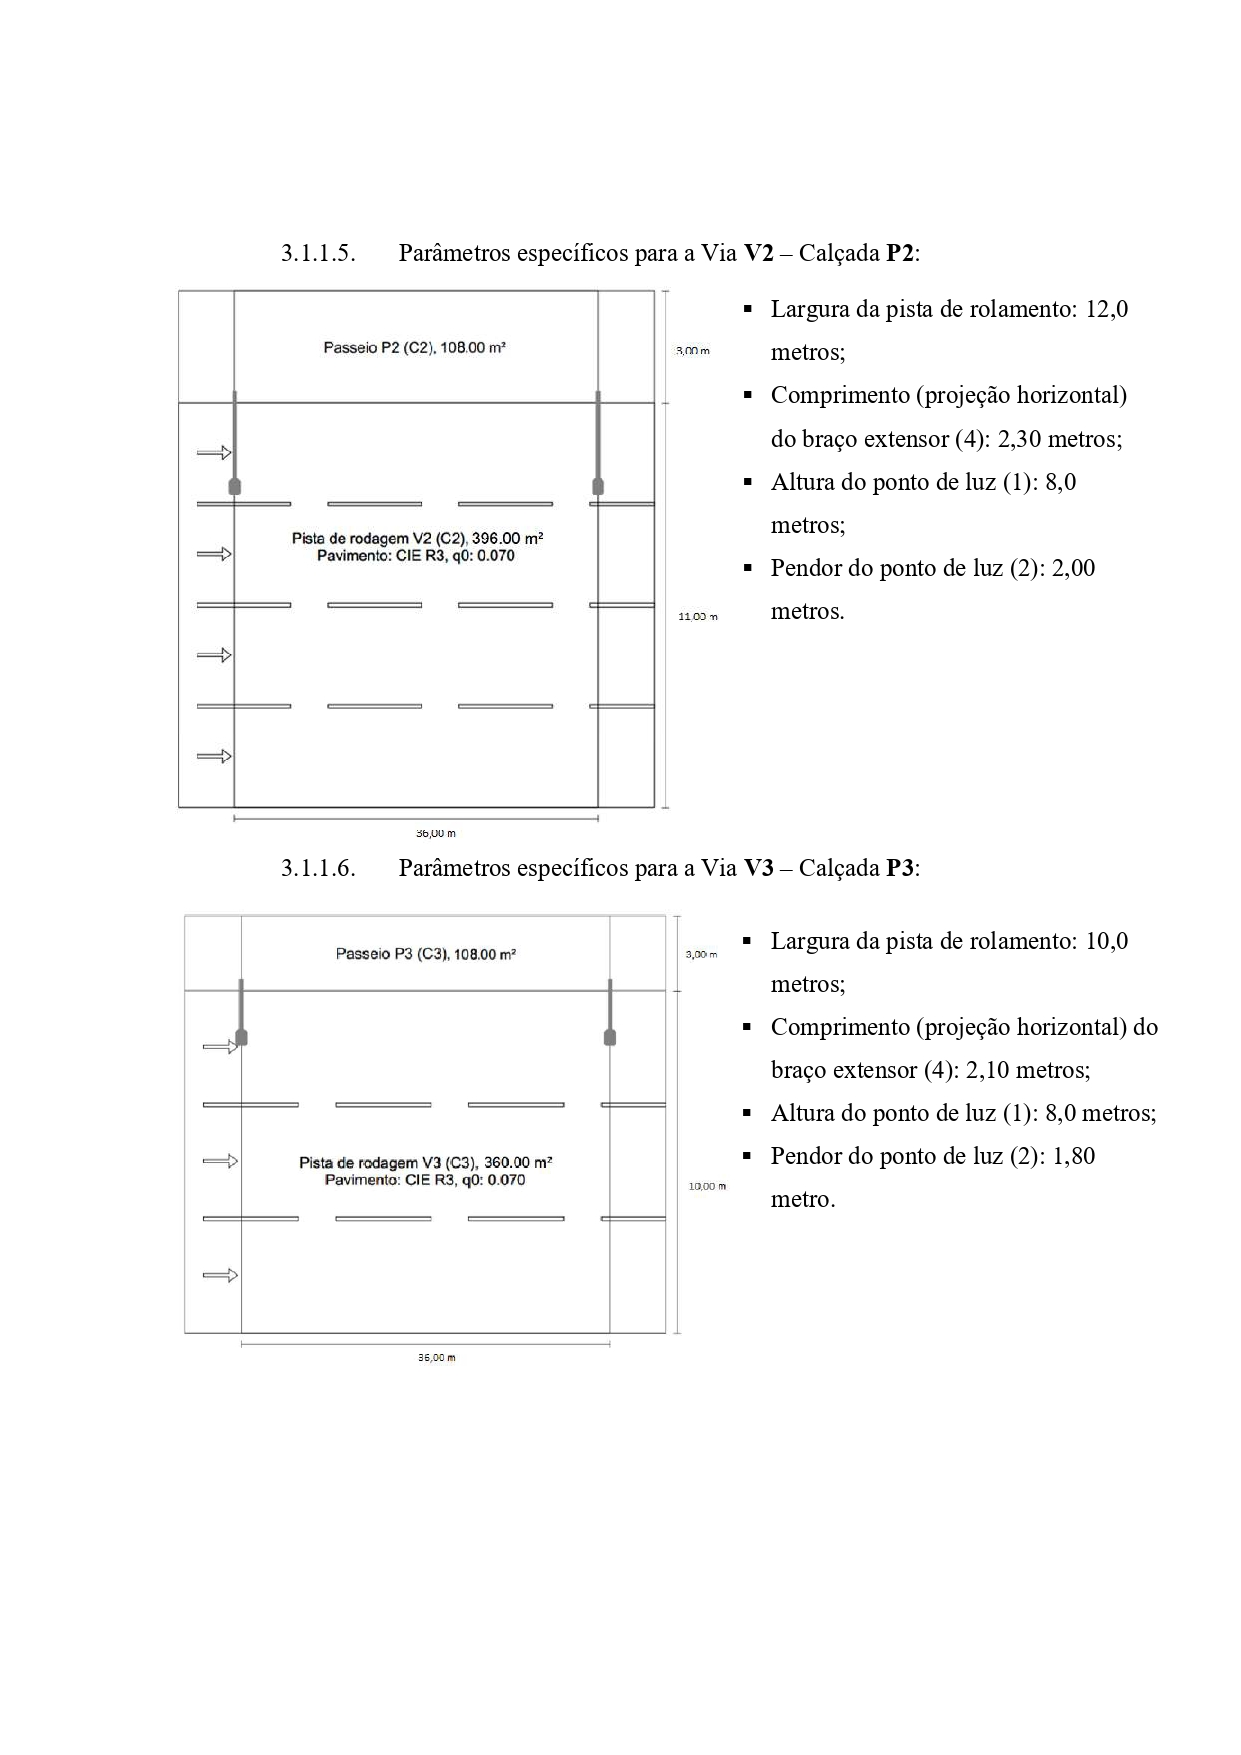 3.1.1.5. Parâmetros específicos para a Via V2 – Calçada P2:
Passeio P2 (C2), 108.00 m²
3,00 m
Pista de rodagem V2 (C2), 396.00 m²
Pavimento: CIE R3, q0: 0.070
11,00 m
36,00 m
▪ Largura da pista de rolamento: 12,0
metros;
▪ Comprimento (projeção horizontal)
do braço extensor (4): 2,30 metros;
▪ Altura do ponto de luz (1): 8,0
metros;
▪ Pendor do ponto de luz (2): 2,00
metros.
3.1.1.6. Parâmetros específicos para a Via V3 – Calçada P3:
Passeio P3 (C3), 108.00 m²
3,00 m
Pista de rodagem V3 (C3), 360.00 m²
Pavimento: CIE R3, q0: 0.070
10,00 m
36,00 m
▪ Largura da pista de rolamento: 10,0
metros;
▪ Comprimento (projeção horizontal) do
braço extensor (4): 2,10 metros;
▪ Altura do ponto de luz (1): 8,0 metros;
▪ Pendor do ponto de luz (2): 1,80
metro.